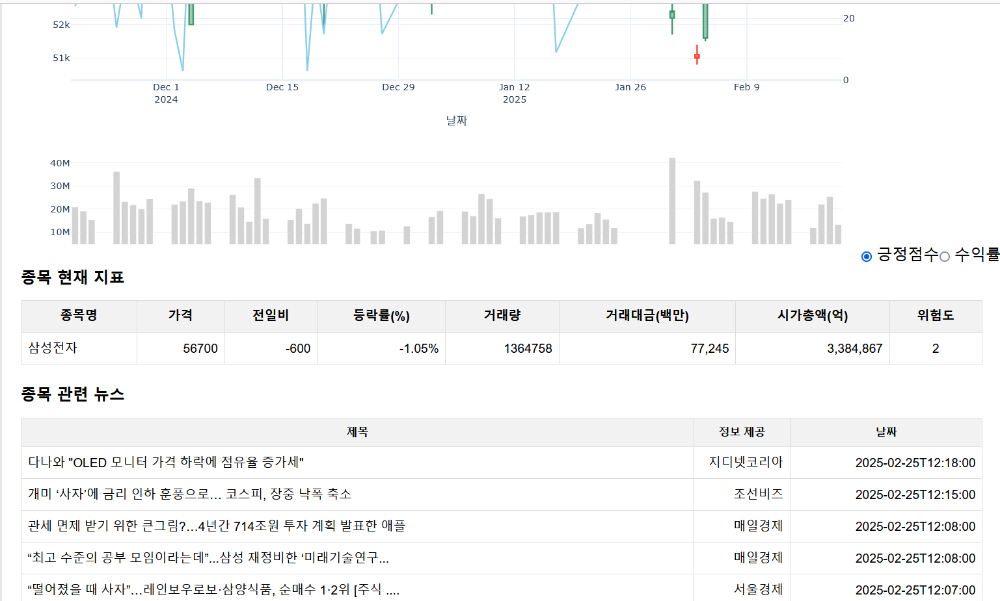 52k
20
51k
0
Dec 1 Dec 15 Dec 29 Jan 12 Jan 26 Feb 9
2024 2025
날짜
40M
30M
20M
10M
긍정점수 수익률
종목 현재 지표
종목명 가격 전일비 등락률(%) 거래량 거래대금(백만) 시가총액(억) 위험도
삼성전자 56700 -600 -1.05% 1364758 77,245 3,384,867 2
종목 관련 뉴스
제목 정보 제공 날짜
다나와 "OLED 모니터 가격 하락에 점유율 증가세" 지디넷코리아 2025-02-25T12:18:00
개미 ‘사자’에 금리 인하 훈풍으로... 코스피, 장중 낙폭 축소 조선비즈 2025-02-25T12:15:00
관세 면제 받기 위한 큰그림?...4년간 714조원 투자 계획 발표한 애플 매일경제 2025-02-25T12:08:00
“최고 수준의 공부 모임이라는데”...삼성 재정비한 ‘미래기술연구... 매일경제 2025-02-25T12:08:00
“떨어졌을 때 사자”...레인보우로보·삼양식품, 순매수 1·2위 [주식 .... 서울경제 2025-02-25T12:07:00